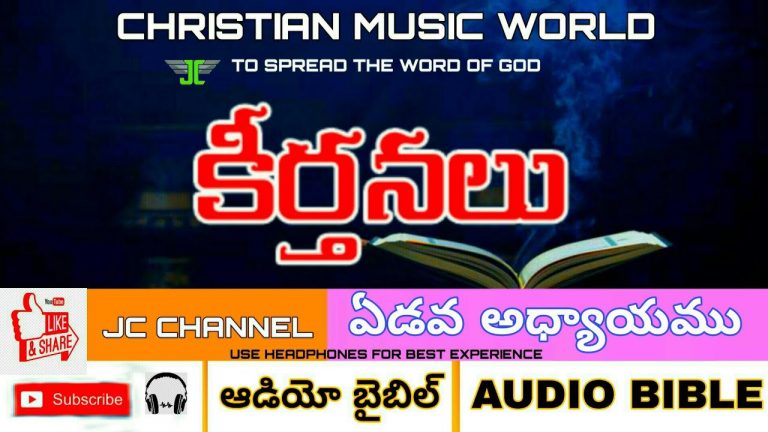 CHRISTIAN MUSIC WORLD
JC TO SPREAD THE WORD OF GOD
కీర్తనలు
YouTube
LIKE
& SHARE
JC CHANNEL
ఏడవ అధ్యాయము
USE HEADPHONES FOR BEST EXPERIENCE
Subscribe
ఆడియో బైబిల్
AUDIO BIBLE